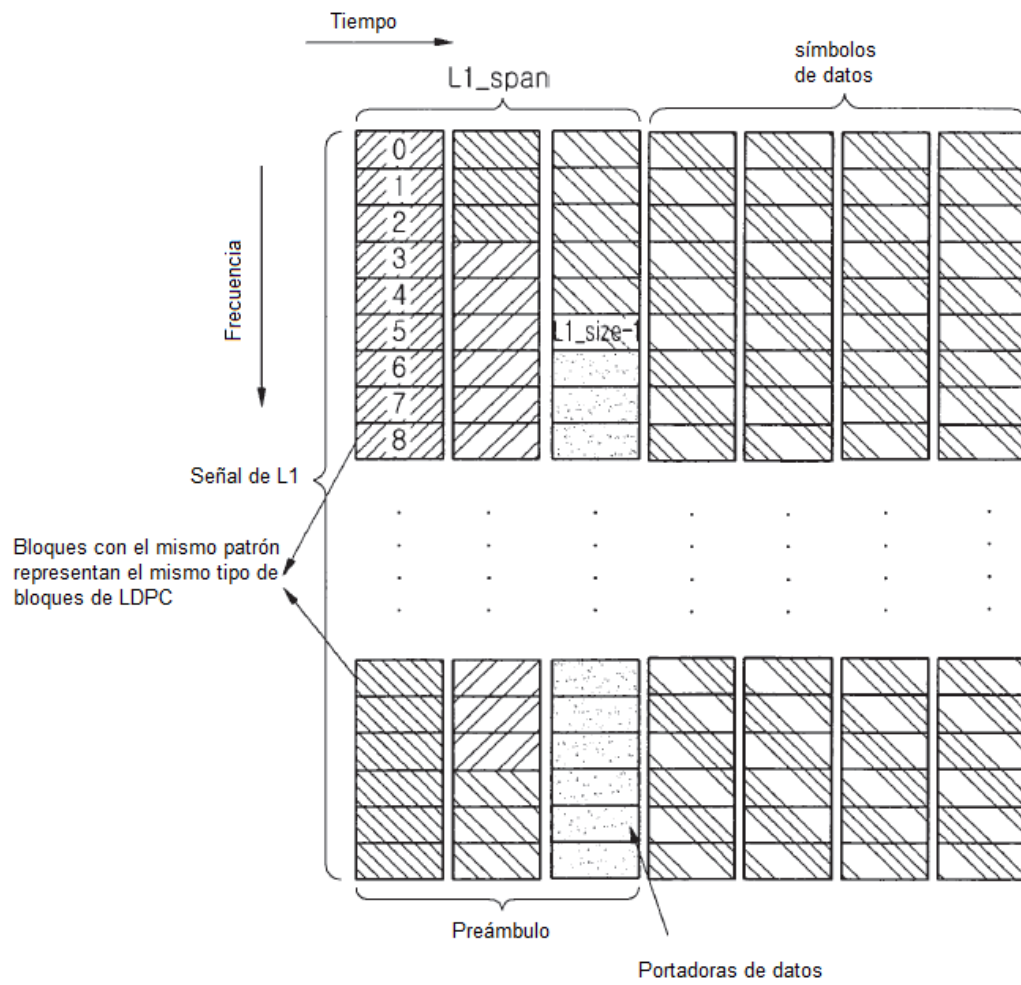 Tiempo
símbolos
de datos
L1_span
0
1
2
3
4
5
L1_size-1
6
7
8
Frecuencia
Señal de L1
Bloques con el mismo patrón
representan el mismo tipo de
bloques de LDPC
Preámbulo
Portadoras de datos